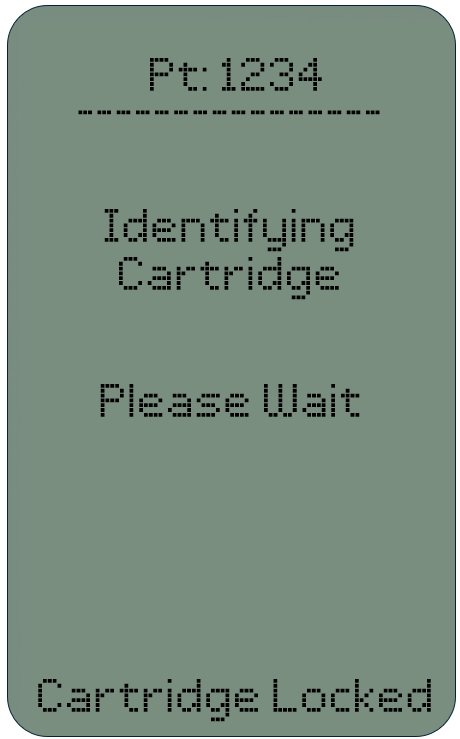 Pt: 1234
--------------------
Identifying
Cartridge
Please Wait
Cartridge Locked